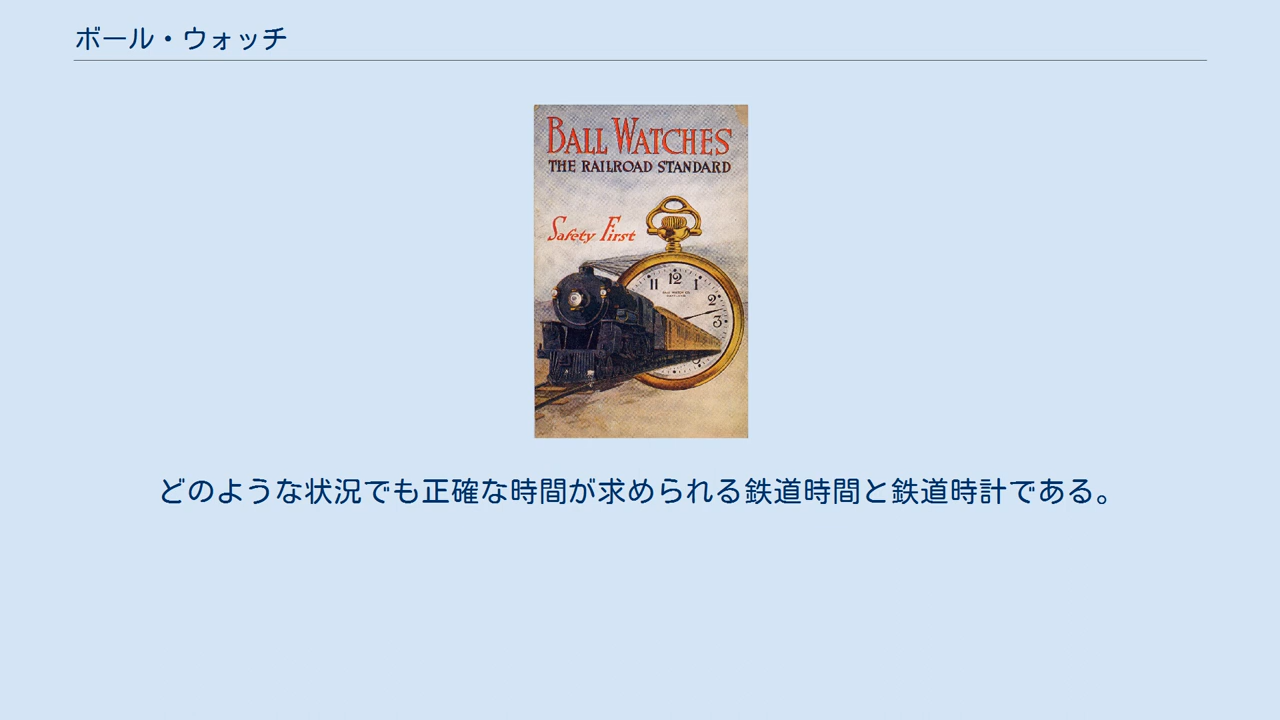 ボール・ウォッチ
BALL WATCHES
THE RAILROAD STANDARD
Safety First
11 12 1
2
3
どのような状況でも正確な時間が求められる鉄道時間と鉄道時計である。